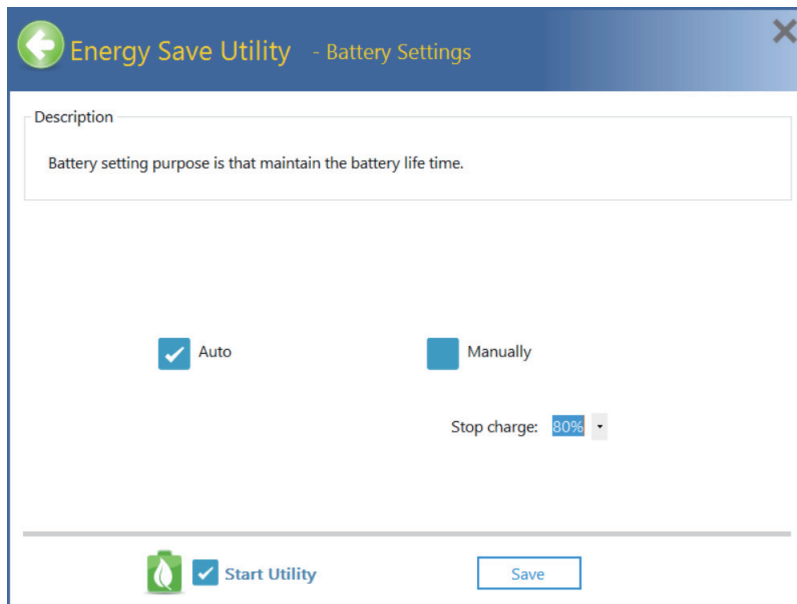 Energy Save Utility - Battery Settings
Description
Battery setting purpose is that maintain the battery life time.
Auto Manually
Stop charge: 80%
Start Utility Save